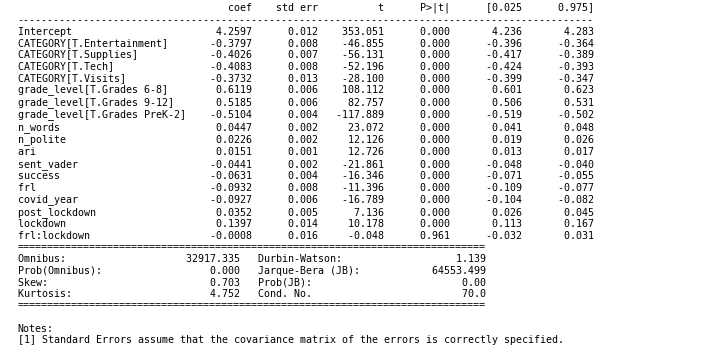 coef std err t P>|t| [0.025 0.975]
------------------------------------------------------------------------------------------------
Intercept 4.2597 0.012 353.051 0.000 4.236 4.283
CATEGORY[T.Entertainment] -0.3797 0.008 -46.855 0.000 -0.396 -0.364
CATEGORY[T.Supplies] -0.4026 0.007 -56.131 0.000 -0.417 -0.389
CATEGORY[T.Tech] -0.4083 0.008 -52.196 0.000 -0.424 -0.393
CATEGORY[T.Visits] -0.3732 0.013 -28.100 0.000 -0.399 -0.347
grade_level[T.Grades 6-8] 0.6119 0.006 108.112 0.000 0.601 0.623
grade_level[T.Grades 9-12] 0.5185 0.006 82.757 0.000 0.506 0.531
grade_level[T.Grades PreK-2] -0.5104 0.004 -117.889 0.000 -0.519 -0.502
n_words 0.0447 0.002 23.072 0.000 0.041 0.048
n_polite 0.0226 0.002 12.126 0.000 0.019 0.026
ari 0.0151 0.001 12.726 0.000 0.013 0.017
sent_vader -0.0441 0.002 -21.861 0.000 -0.048 -0.040
success -0.0631 0.004 -16.346 0.000 -0.071 -0.055
frl -0.0932 0.008 -11.396 0.000 -0.109 -0.077
covid_year -0.0927 0.006 -16.789 0.000 -0.104 -0.082
post_lockdown 0.0352 0.005 7.136 0.000 0.026 0.045
lockdown 0.1397 0.014 10.178 0.000 0.113 0.167
frl:lockdown -0.0008 0.016 -0.048 0.961 -0.032 0.031
==============================================================================
Omnibus: 32917.335 Durbin-Watson: 1.139
Prob(Omnibus): 0.000 Jarque-Bera (JB): 64553.499
Skew: 0.703 Prob(JB): 0.00
Kurtosis: 4.752 Cond. No. 70.0
==============================================================================
Notes:
[1] Standard Errors assume that the covariance matrix of the errors is correctly specified.